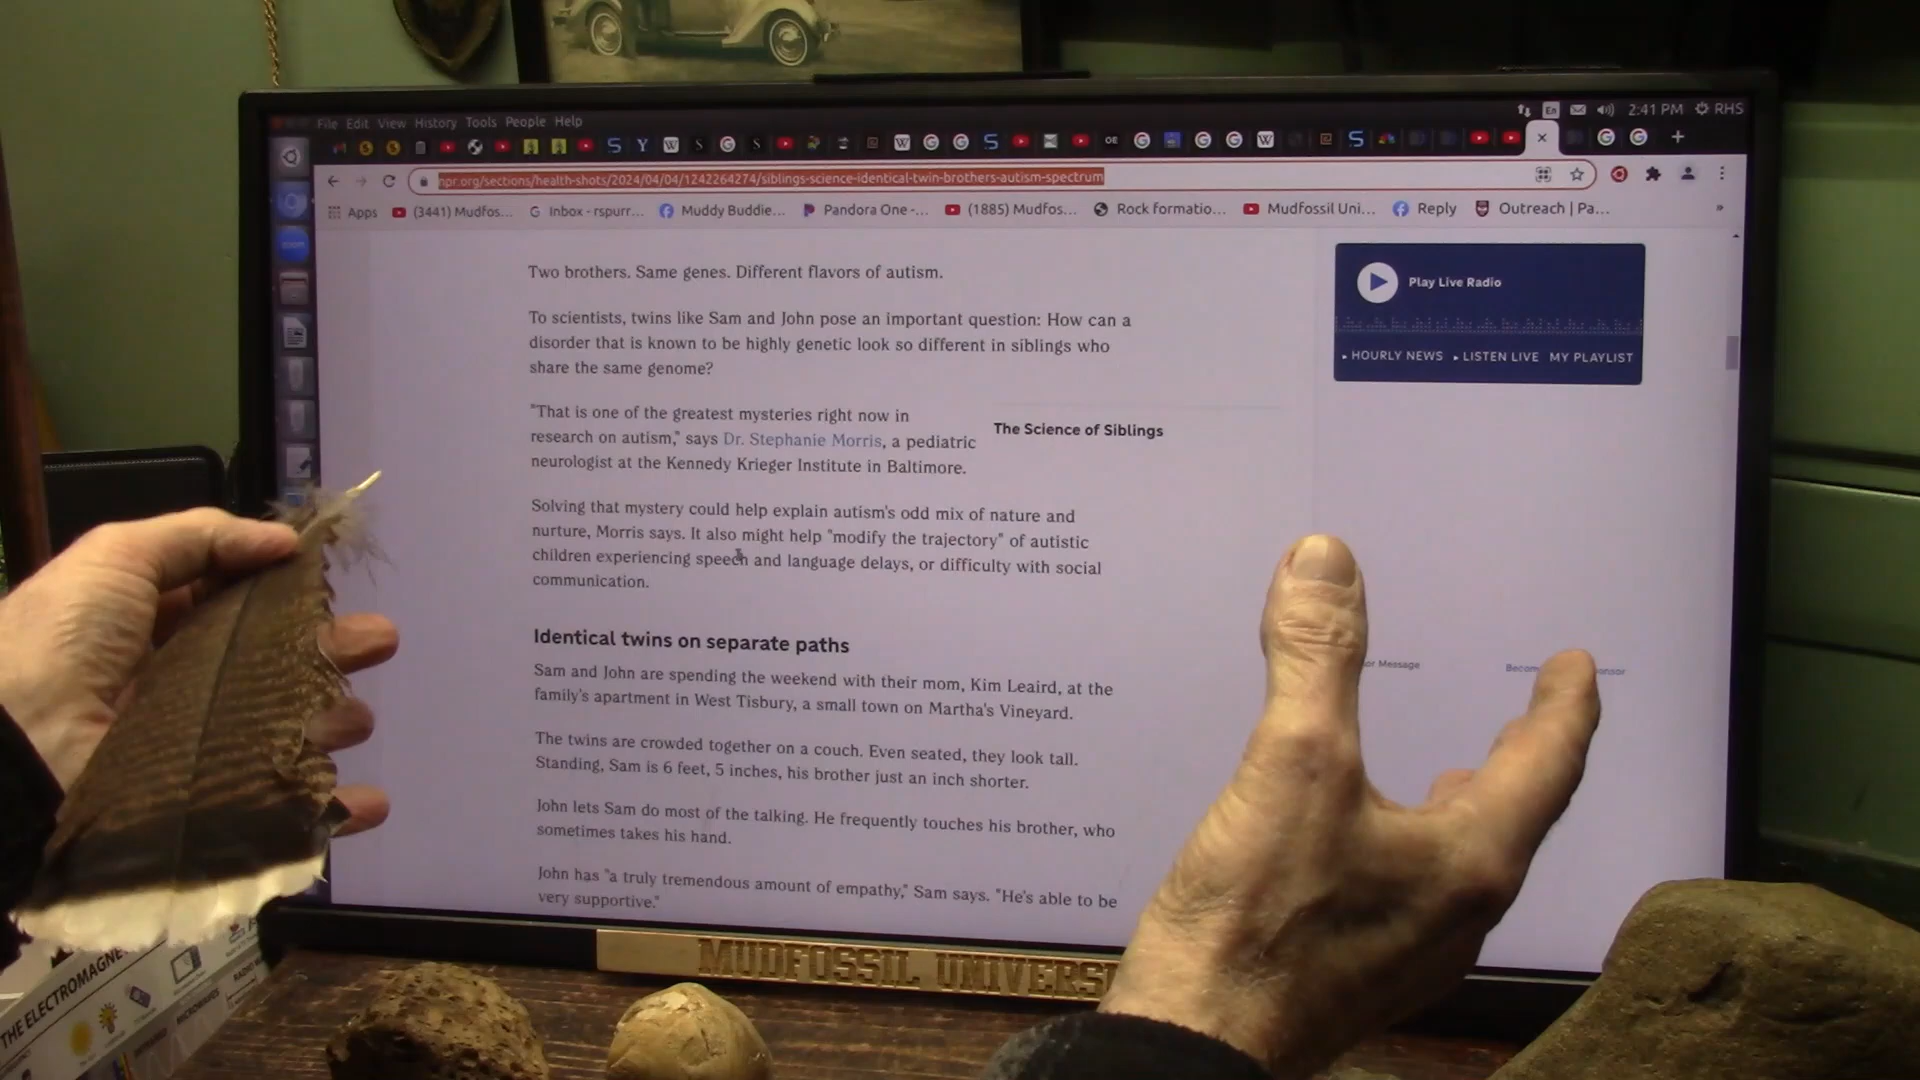 File Edit View History Tools People Help
2:41 PM RHS
npr.org/sections/health-shots/2024/04/04/1242264274/siblings-science-identical-twin-brothers-autism-spectrum
Apps (3441) Mudfos... Inbox - rspurr... Muddy Buddie... Pandora One -... (1885) Mudfos... Rock formatio... Mudfossil Uni... Reply Outreach | Pa... »
Two brothers. Same genes. Different flavors of autism.
To scientists, twins like Sam and John pose an important question: How can a
disorder that is known to be highly genetic look so different in siblings who
share the same genome?
"That is one of the greatest mysteries right now in
research on autism," says Dr. Stephanie Morris, a pediatric
neurologist at the Kennedy Krieger Institute in Baltimore.
The Science of Siblings
Solving that mystery could help explain autism's odd mix of nature and
nurture, Morris says. It also might help "modify the trajectory" of autistic
children experiencing speech and language delays, or difficulty with social
communication.
Identical twins on separate paths
Sam and John are spending the weekend with their mom, Kim Leaird, at the
family's apartment in West Tisbury, a small town on Martha's Vineyard.
The twins are crowded together on a couch. Even seated, they look tall.
Standing, Sam is 6 feet, 5 inches, his brother just an inch shorter.
John lets Sam do most of the talking. He frequently touches his brother, who
sometimes takes his hand.
John has "a truly tremendous amount of empathy," Sam says. "He's able to be
very supportive."
Play Live Radio
HOURLY NEWS LISTEN LIVE MY PLAYLIST
or Message
Becom onsor
MUDFOSSIL UNIVERS
THE ELECTROMAGNE
MICROWAVES